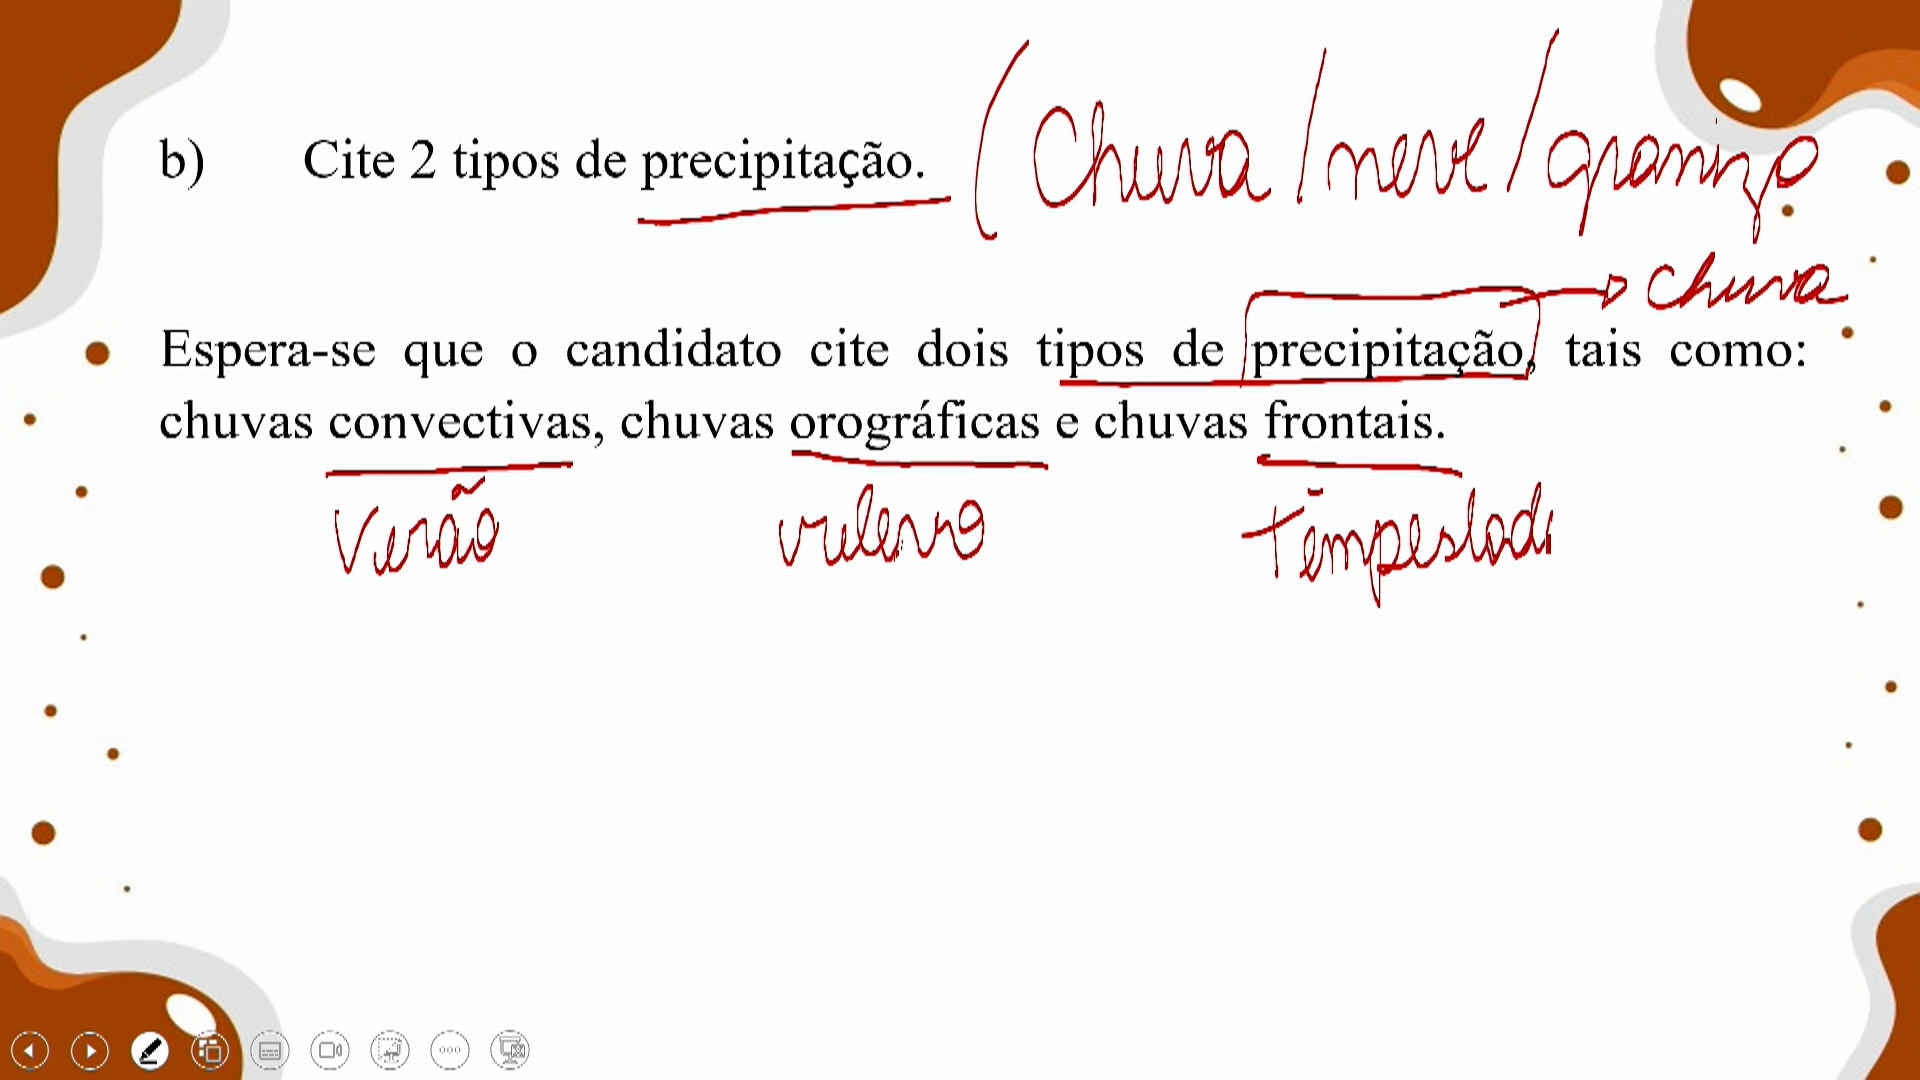 b) Cite 2 tipos de precipitação. (Chuva / neve / granizo
chuva
Espera-se que o candidato cite dois tipos de precipitação, tais como:
chuvas convectivas, chuvas orográficas e chuvas frontais.
Verão relevo tempestade